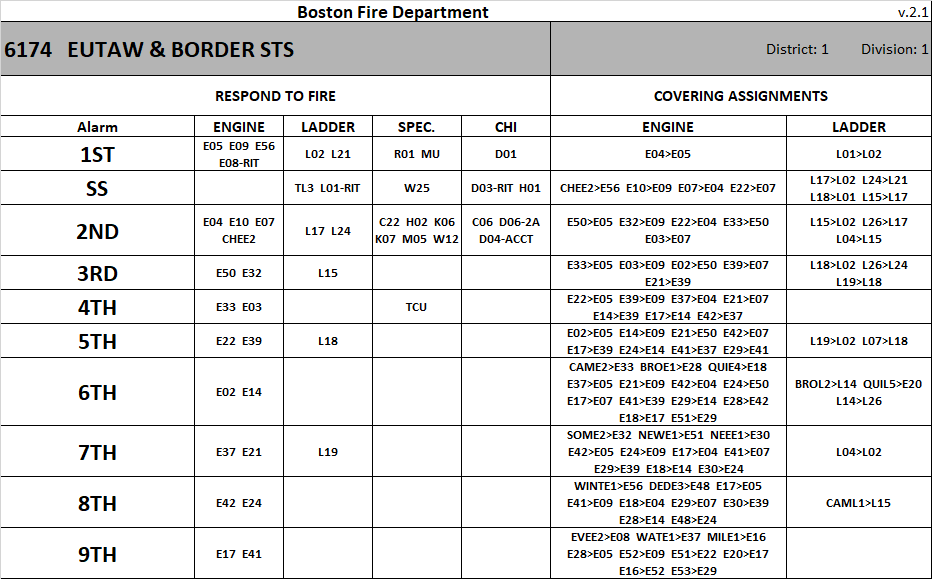 Boston Fire Department v.2.1
6174 EUTAW & BORDER STS District: 1 Division: 1
RESPOND TO FIRE COVERING ASSIGNMENTS
Alarm ENGINE LADDER SPEC. CHI ENGINE LADDER
1ST
E05 E09 E56
E08-RIT
L02 L21
R01 MU
D01
E04>E05
L01>L02
SS
TL3 L01-RIT
W25
D03-RIT H01
CHEE2>E56 E10>E09 E07>E04 E22>E07
L17>L02 L24>L21
L18>L01 L15>L17
2ND
E04 E10 E07
CHEE2
L17 L24
C22 H02 K06
K07 M05 W12
C06 D06-2A
D04-ACCT
E50>E05 E32>E09 E22>E04 E33>E50
E03>E07
L15>L02 L26>L17
L04>L15
3RD
E50 E32
L15
E33>E05 E03>E09 E02>E50 E39>E07
E21>E39
L18>L02 L26>L24
L19>L18
4TH
E33 E03
TCU
E22>E05 E39>E09 E37>E04 E21>E07
E14>E39 E17>E14 E42>E37
5TH
E22 E39
L18
E02>E05 E14>E09 E21>E50 E42>E07
E17>E39 E24>E14 E41>E37 E29>E41
L19>L02 L07>L18
6TH
E02 E14
CAME2>E33 BROE1>E28 QUIE4>E18
E37>E05 E21>E09 E42>E04 E24>E50
E17>E07 E41>E39 E29>E14 E28>E42
E18>E17 E51>E29
BROL2>L14 QUIL5>E20
L14>L26
7TH
E37 E21
L19
SOME2>E32 NEWE1>E51 NEEE1>E30
E42>E05 E24>E09 E17>E04 E41>E07
E29>E39 E18>E14 E30>E24
L04>L02
8TH
E42 E24
WINTE1>E56 DEDE3>E48 E17>E05
E41>E09 E18>E04 E29>E07 E30>E39
E28>E14 E48>E24
CAML1>L15
9TH
E17 E41
EVEE2>E08 WATE1>E37 MILE1>E16
E28>E05 E52>E09 E51>E22 E20>E17
E16>E52 E53>E29